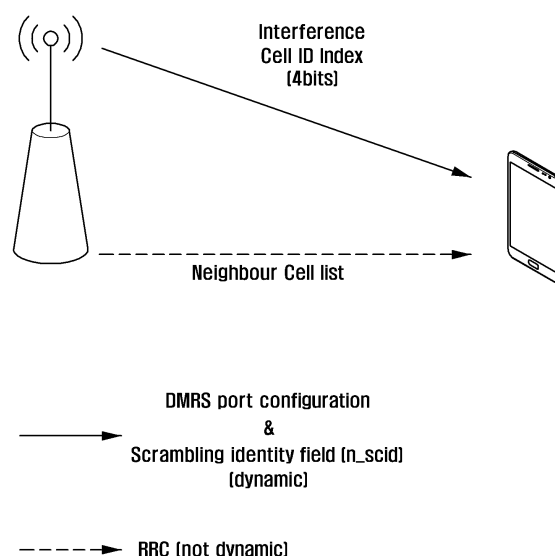 Interference
Cell ID Index
(4bits)
Neighbour Cell list
DMRS port configuration
&
Scrambling identity field (n_scid)
(dynamic)
RRC (not dynamic)